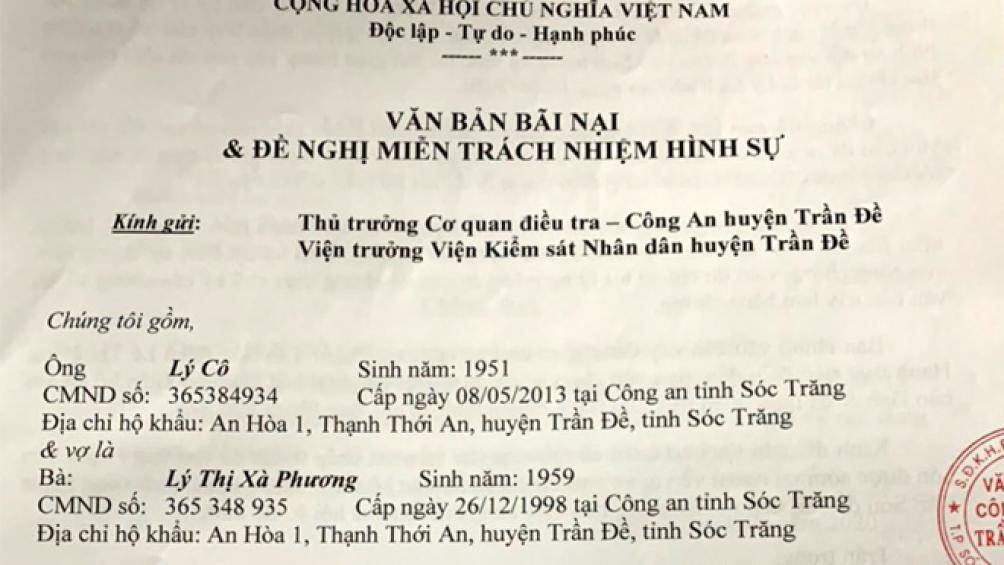 CỘNG HÒA XÃ HỘI CHỦ NGHĨA VIỆT NAM
Độc lập - Tự do - Hạnh phúc
------ *** ------
VĂN BẢN BÃI NẠI
& ĐỀ NGHỊ MIỄN TRÁCH NHIỆM HÌNH SỰ
Kính gửi: Thủ trưởng Cơ quan điều tra – Công An huyện Trần Đề
Viện trưởng Viện Kiểm sát Nhân dân huyện Trần Đề
Chúng tôi gồm,
Ông Lý Cô Sinh năm: 1951
CMND số: 365384934 Cấp ngày 08/05/2013 tại Công an tỉnh Sóc Trăng
Địa chỉ hộ khẩu: An Hòa 1, Thạnh Thới An, huyện Trần Đề, tỉnh Sóc Trăng
& vợ là
Bà: Lý Thị Xà Phương Sinh năm: 1959
CMND số: 365 348 935 Cấp ngày 26/12/1998 tại Công an tỉnh Sóc Trăng
Địa chỉ hộ khẩu: An Hòa 1, Thạnh Thới An, huyện Trần Đề, tỉnh Sóc Trăng
S.Đ.K.H.
VĂ
CÔN
TRẦ
T.P SÓ